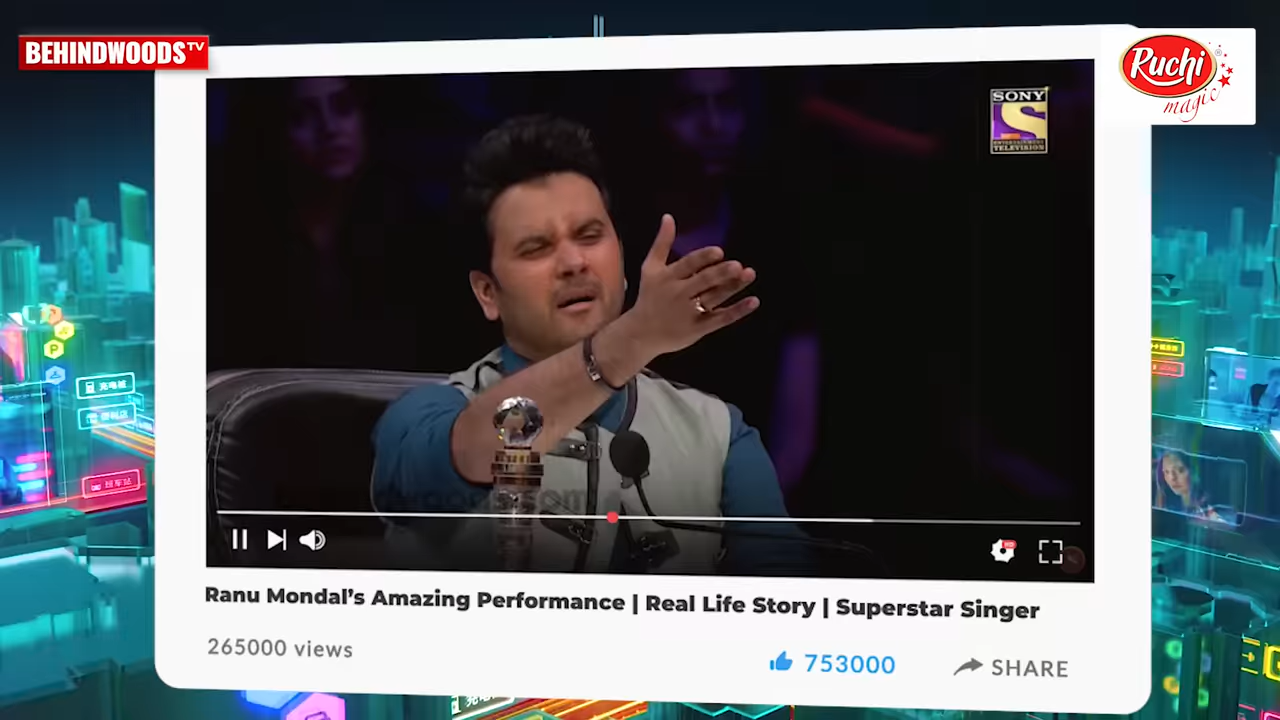 BEHINDWOODS TV
Ruchi
magic
SONY
S
ENTERTAINMENT
TELEVISION
HD
Ranu Mondal's Amazing Performance | Real Life Story | Superstar Singer
265000 views
753000
SHARE
P